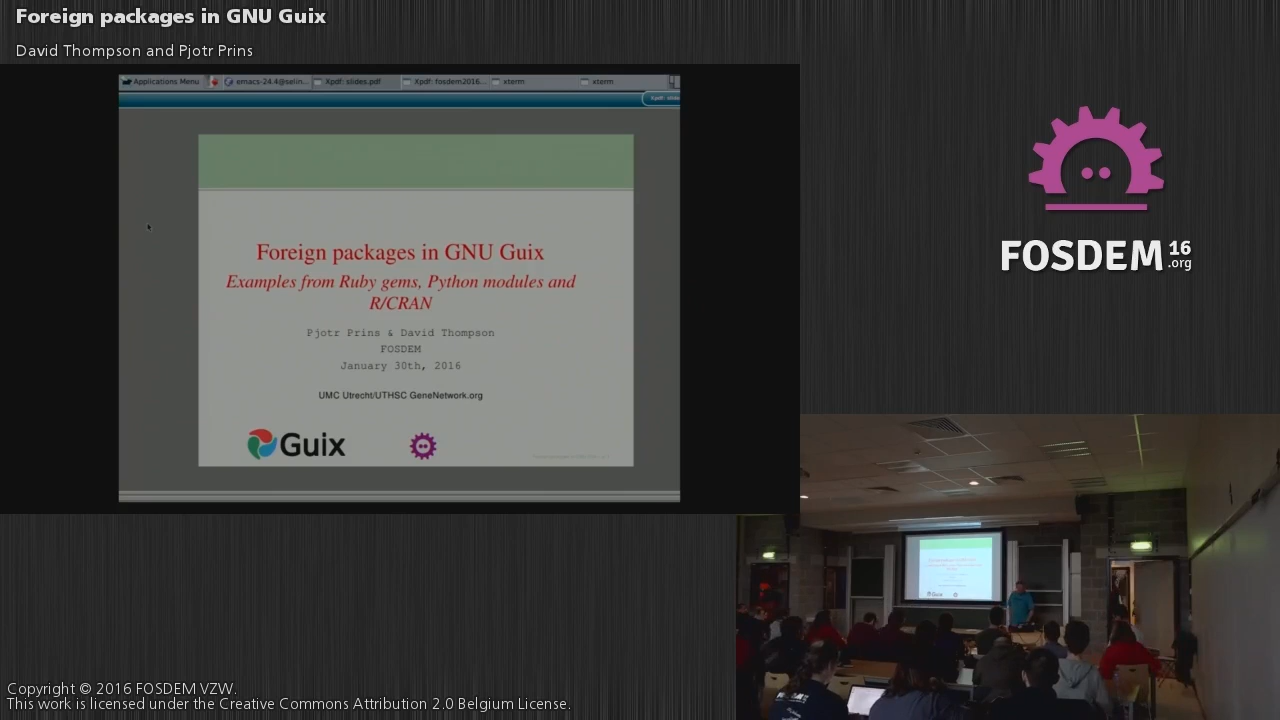 Foreign packages in GNU Guix
David Thompson and Pjotr Prins
Applications Menu
emacs-24.4@selin...
Xpdf: slides.pdf
Xpdf: fosdem2016...
xterm
xterm
Foreign packages in GNU Guix
Examples from Ruby gems, Python modules and
R/CRAN
Pjotr Prins & David Thompson
FOSDEM
January 30th, 2016
UMC Utrecht/UTHSC GeneNetwork.org
Guix
FOSDEM 16
.org
Copyright © 2016 FOSDEM VZW.
This work is licensed under the Creative Commons Attribution 2.0 Belgium License.